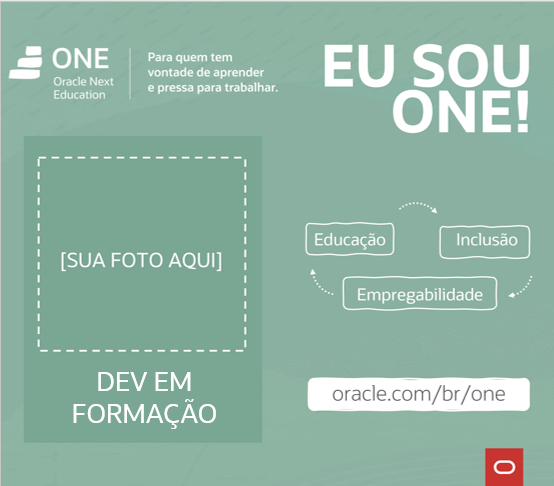 ONE
Oracle Next
Education
Para quem tem
vontade de aprender
e pressa para trabalhar.
EU SOU
ONE!
[SUA FOTO AQUI]
DEV EM
FORMAÇÃO
Educação
Inclusão
Empregabilidade
oracle.com/br/one